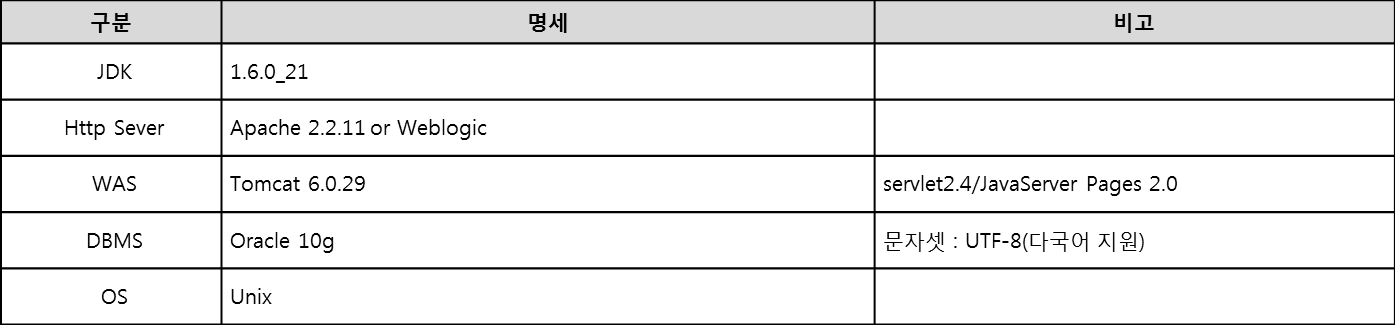 구분 명세 비고
JDK 1.6.0_21
Http Sever Apache 2.2.11 or Weblogic
WAS Tomcat 6.0.29 servlet2.4/JavaServer Pages 2.0
DBMS Oracle 10g 문자셋 : UTF-8(다국어 지원)
OS Unix